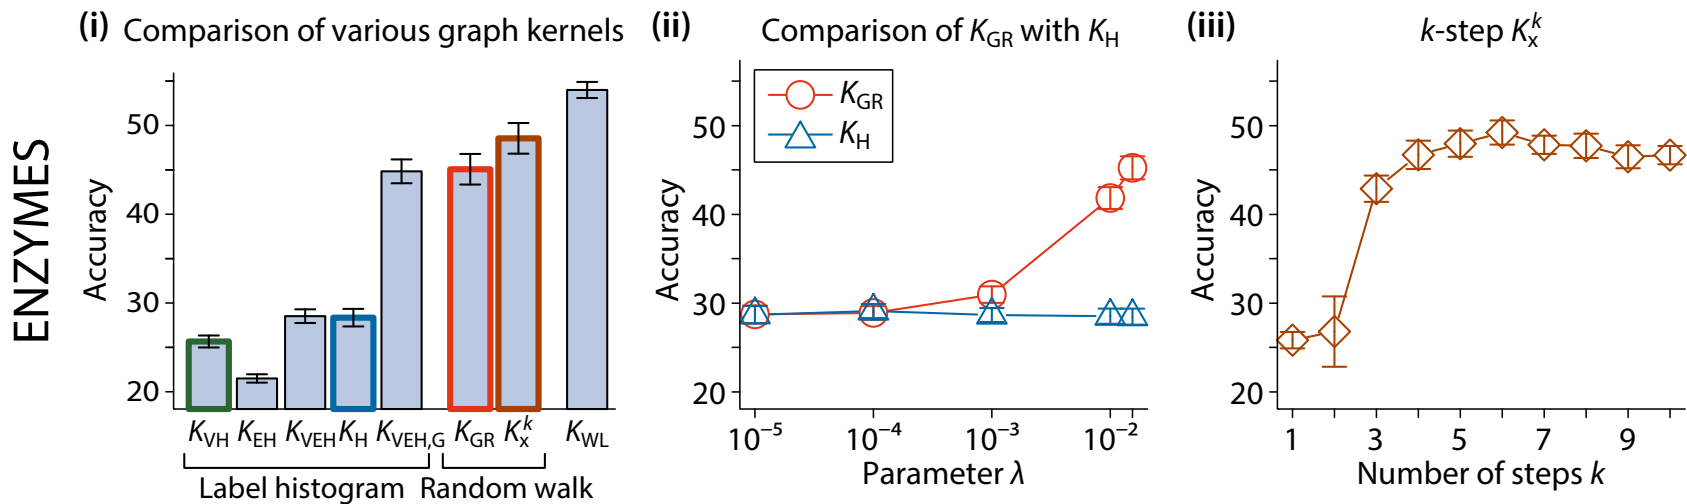 ENZYMES
(i) Comparison of various graph kernels
Accuracy
50
40
30
20
K_VH K_EH K_VEH K_H K_VEH,G K_GR K_x^k K_WL
Label histogram Random walk
(ii) Comparison of K_GR with K_H
K_GR
K_H
Accuracy
50
40
30
20
10^−5 10^−4 10^−3 10^−2
Parameter λ
(iii) k-step K_x^k
Accuracy
50
40
30
20
1 3 5 7 9
Number of steps k